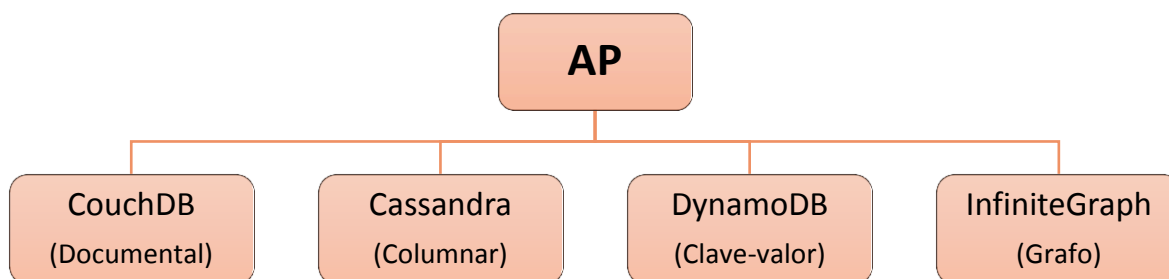 AP
CouchDB
(Documental)
Cassandra
(Columnar)
DynamoDB
(Clave-valor)
InfiniteGraph
(Grafo)